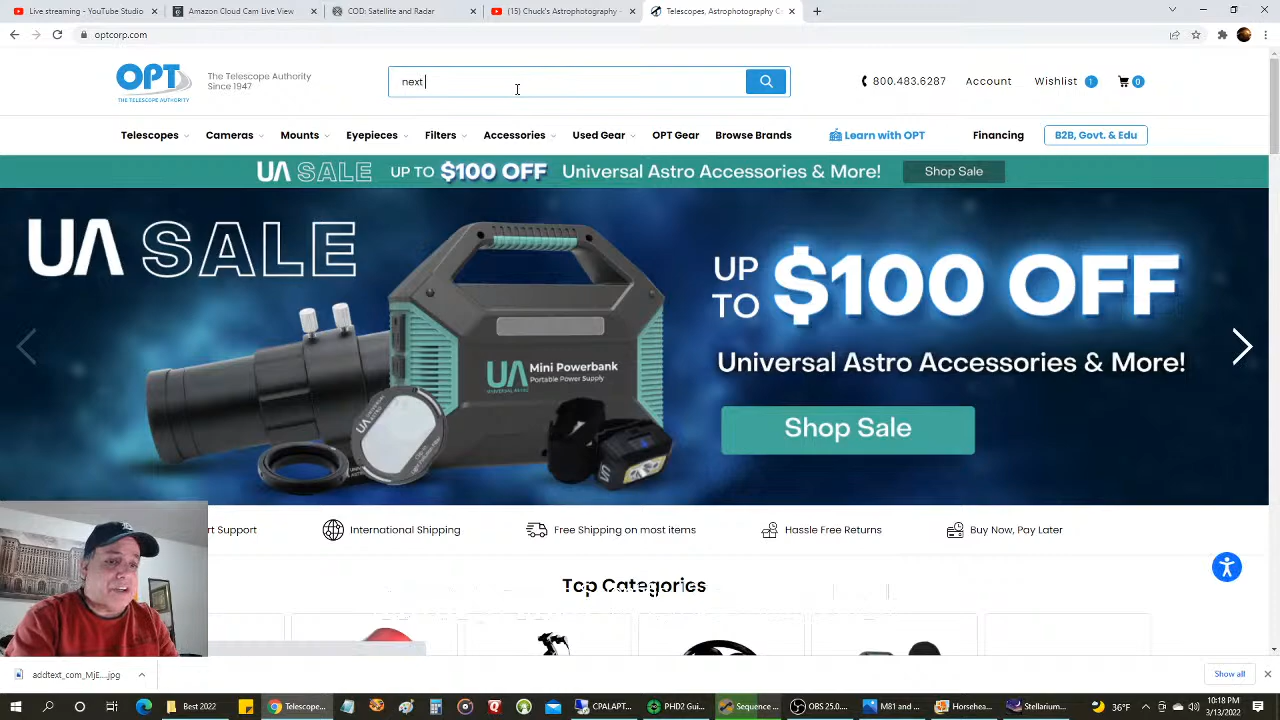 Live streaming - YouTube Studio
Amazon Cloud Cam Live View
COD: Satellite and Radar
(15) Chuck's Astrophotography -
Telescopes, Astrophotography C
optcorp.com
OPT
THE TELESCOPE AUTHORITY
The Telescope Authority
Since 1947
next
800.483.6287
Account
Wishlist 1
0
Telescopes
Cameras
Mounts
Eyepieces
Filters
Accessories
Used Gear
OPT Gear
Browse Brands
Learn with OPT
Financing
B2B, Govt. & Edu
UA SALE UP TO $100 OFF Universal Astro Accessories & More!
Shop Sale
UA SALE
UP TO $100 OFF
Universal Astro Accessories & More!
Shop Sale
UA Mini Powerbank
Portable Power Supply
UNIVERSAL ASTRO
rt Support
International Shipping
Free Shipping on most items
Hassle Free Returns
Buy Now, Pay Later
Top Categories
addtext_com_MjE....jpg
Show all
Best 2022
Telescope...
CPALAPT...
PHD2 Guid...
Sequence ...
OBS 25.0....
M81 and ...
Horsehea...
Stellarium...
36°F
10:18 PM
3/13/2022